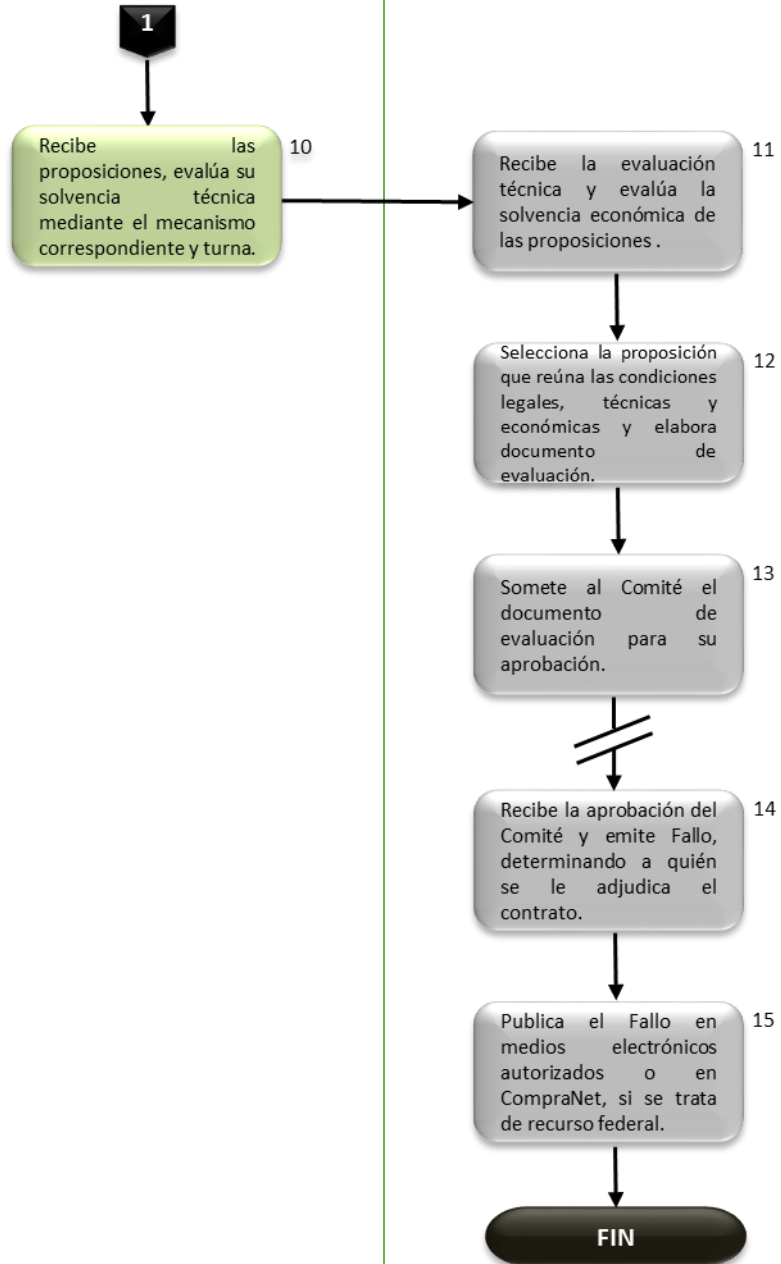 1
Recibe las
proposiciones, evalúa su
solvencia técnica
mediante el mecanismo
correspondiente y turna.
10
Recibe la evaluación
técnica y evalúa la
solvencia económica de
las proposiciones .
11
Selecciona la proposición
que reúna las condiciones
legales, técnicas y
económicas y elabora
documento de
evaluación.
12
Somete al Comité el
documento de
evaluación para su
aprobación.
13
Recibe la aprobación del
Comité y emite Fallo,
determinando a quién
se le adjudica el
contrato.
14
Publica el Fallo en
medios electrónicos
autorizados o en
CompraNet, si se trata
de recurso federal.
15
FIN